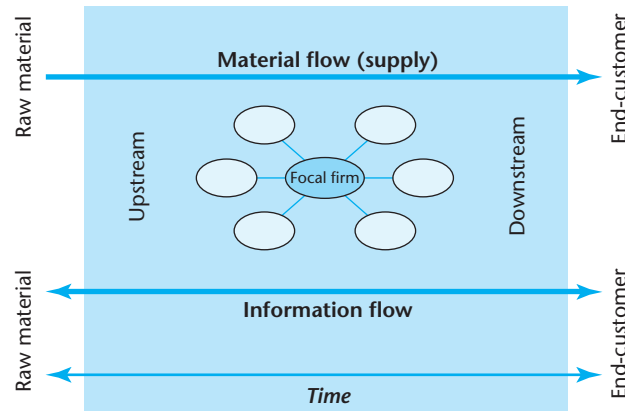 Raw material
Material flow (supply)
End-customer
Upstream
Focal firm
Downstream
Raw material
Information flow
End-customer
Raw material
Time
End-customer